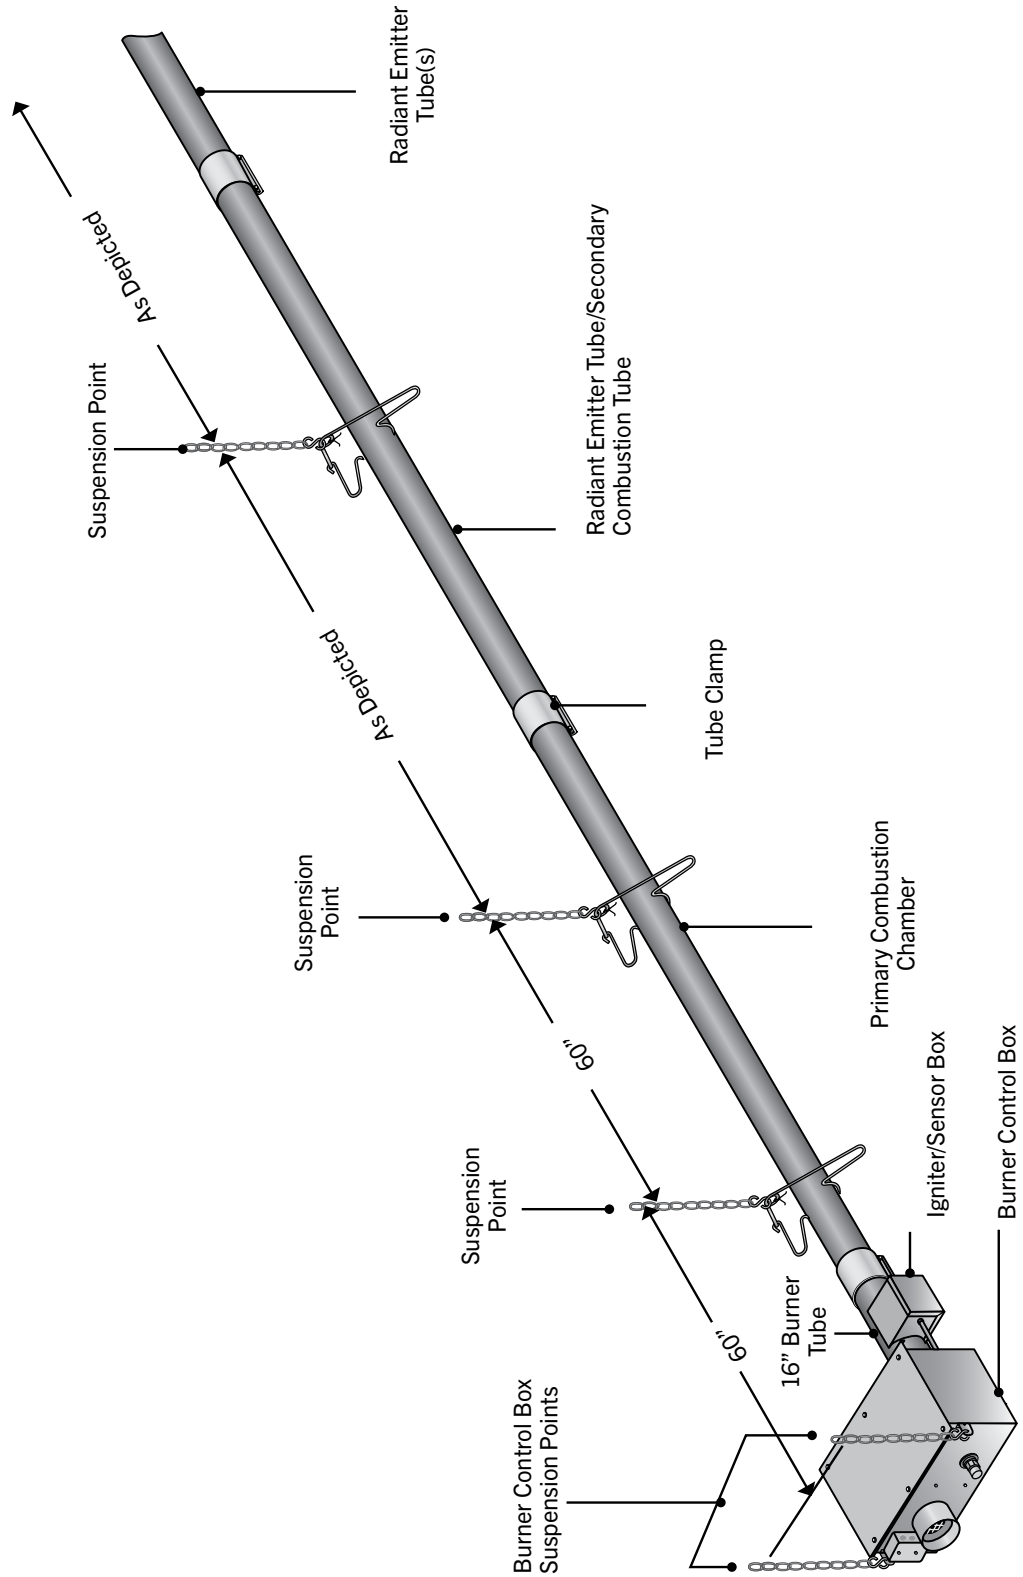 Radiant Emitter
Tube(s)
As Depicted
Suspension Point
Radiant Emitter Tube/Secondary
Combustion Tube
As Depicted
Tube Clamp
Suspension
Point
Primary Combustion
Chamber
60”
Igniter/Sensor Box
Suspension
Point
Burner Control Box
60”
16” Burner
Tube
Burner Control Box
Suspension Points